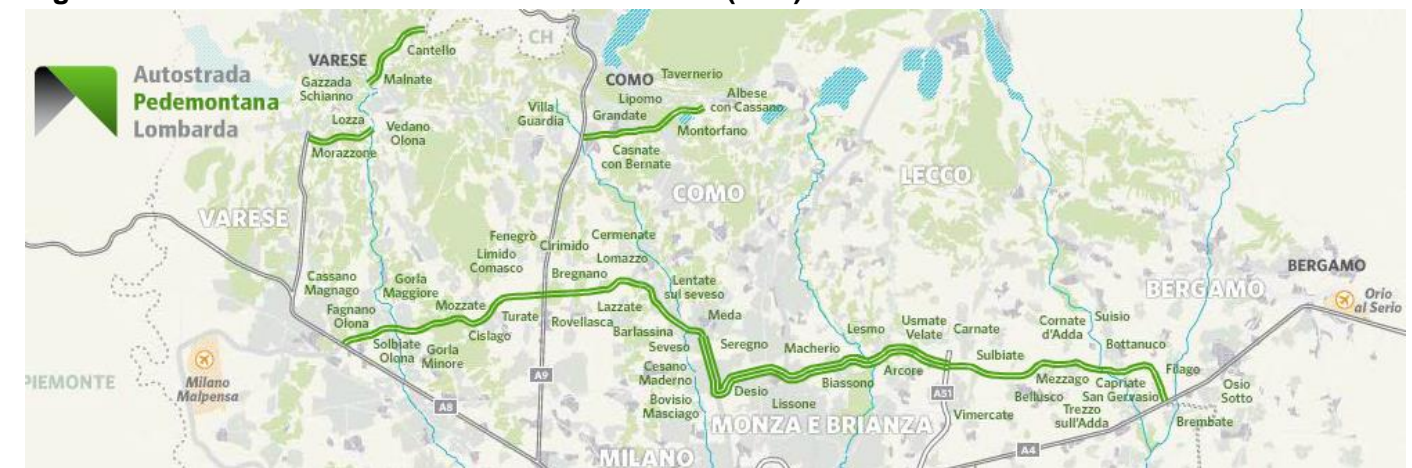 CH
VARESE
Cantello
Gazzada
Schianno
Malnate
Autostrada
Pedemontana
Lombarda
COMO
Tavernerio
Lipomo
Albese
con Cassano
Villa
Guardia
Grandate
Montorfano
Lozza
Vedano
Olona
Morazzone
Casnate
con Bernate
COMO
LECCO
VARESE
Fenegrò
Cirimido
Cermenate
Limido
Comasco
Lomazzo
Bregnano
BERGAMO
Cassano
Magnago
Gorla
Maggiore
Mozzate
Lentate
sul seveso
BERGAMO
Orio
al Serio
Fagnano
Olona
Turate
Rovellasca
Lazzate
Barlassina
Meda
Cislago
Solbiate
Olona
Gorla
Minore
Seveso
Seregno
Macherio
Lesmo
Usmate
Velate
Carnate
Cornate
d'Adda
Suisio
Bottanuco
Sulbiate
PIEMONTE
Milano
Malpensa
A9
Cesano
Maderno
Desio
Biassono
Arcore
Mezzago
Capriate
San Gervasio
Filago
Osio
Sotto
A8
Bovisio
Masciago
Lissone
A51
Bellusco
Trezzo
sull'Adda
Brembate
Vimercate
MONZA E BRIANZA
MILANO
A4